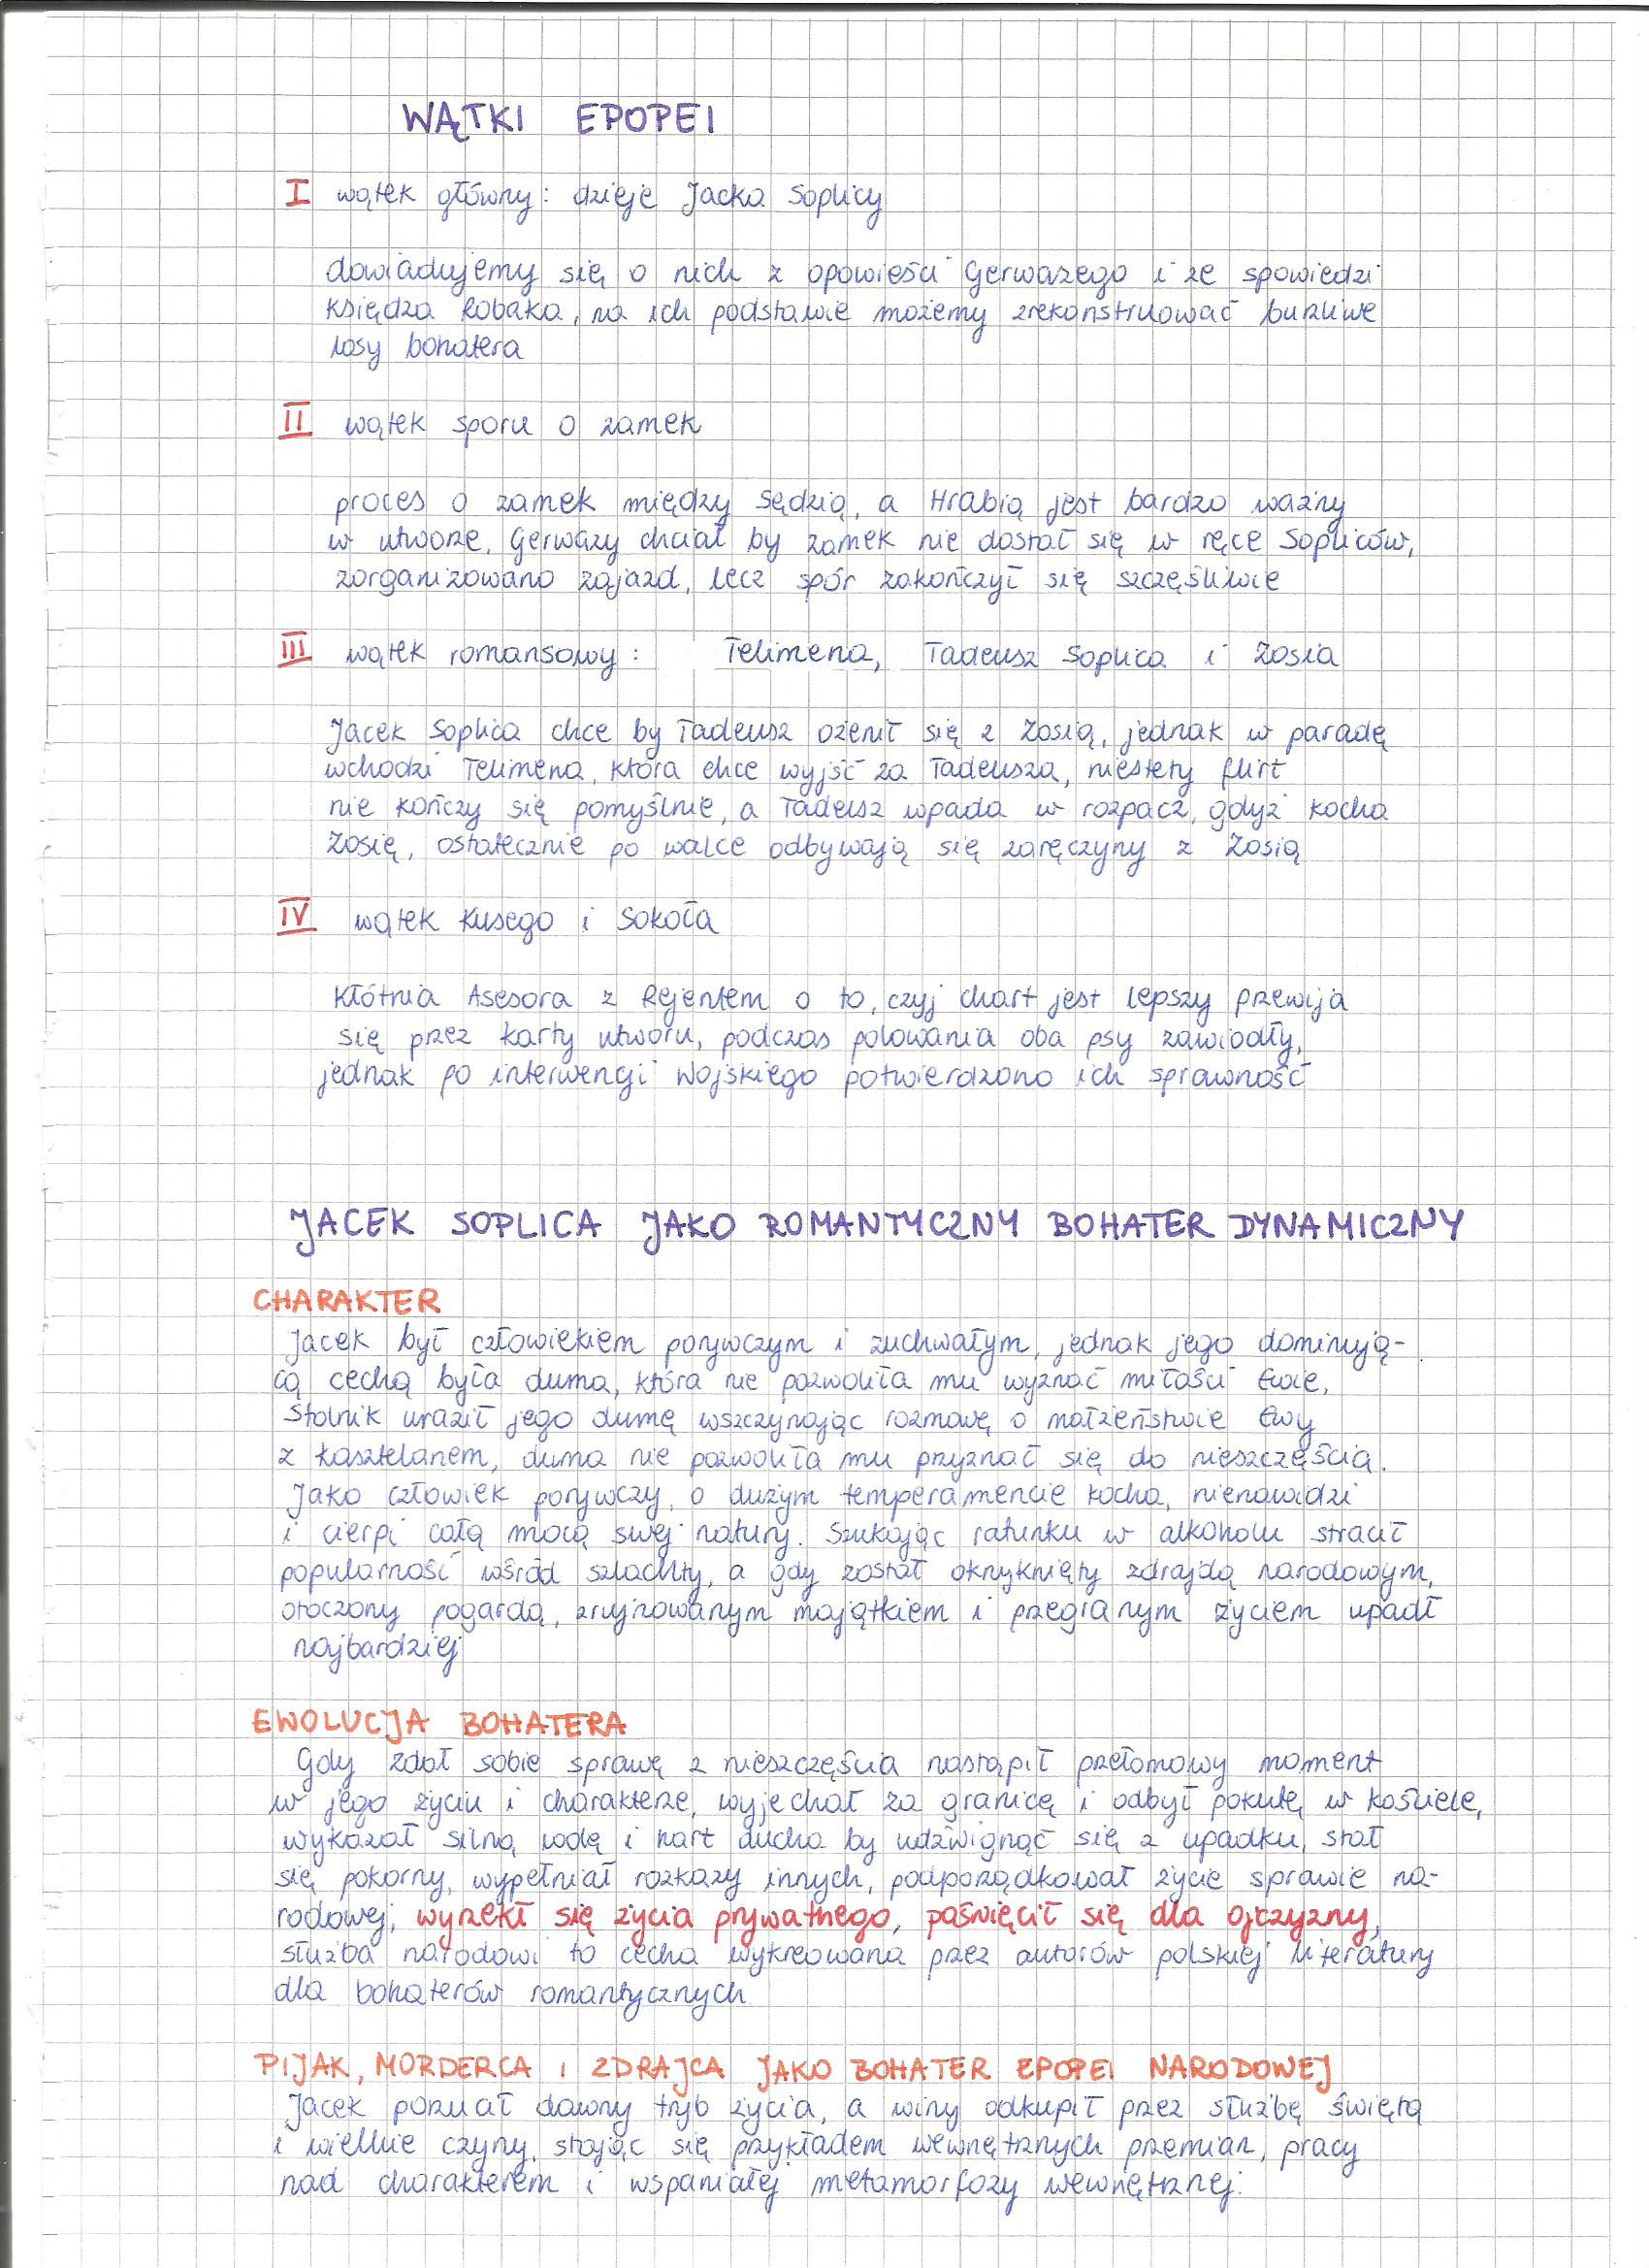 WĄTKI EPOPEI
I wątek główny: dzieje Jacka Soplicy
dowiadujemy się o nich z opowieści Gerwazego i ze spowiedzi
księdza Robaka, na ich podstawie możemy zrekonstruować burzliwe
losy bohatera
II wątek sporu o zamek
proces o zamek między Sędzią, a Hrabią jest bardzo ważny
w utworze, Gerwazy chciał by zamek nie dostał się w ręce Sopliców,
zorganizowano zajazd, lecz spór zakończył się szczęśliwie
III wątek romansowy: Telimena, Tadeusz Soplica i Zosia
Jacek Soplica chce by Tadeusz ożenił się z Zosią, jednak w paradę
wchodzi Telimena, która chce wyjść za Tadeusza, niestety flirt
nie kończy się pomyślnie, a Tadeusz wpada w rozpacz, gdyż kocha
Zosię, ostatecznie po walce odbywają się zaręczyny z Zosią
IV wątek Kusego i Sokoła
Kłótnia Asesora z Rejentem o to, czyj chart jest lepszy przewija
się przez karty utworu, podczas polowania oba psy zawiodły,
jednak po interwencji Wojskiego potwierdzono ich sprawność
JACEK SOPLICA JAKO ROMANTYCZNY BOHATER DYNAMICZNY
CHARAKTER
Jacek był człowiekiem porywczym i zuchwałym, jednak jego dominują-
cą cechą była duma, która nie pozwoliła mu wyznać miłości Ewie,
Stolnik uraził jego dumę wszczynając rozmowę o małżeństwie Ewy
z Kasztelanem, duma nie pozwoliła mu przyznać się do nieszczęścia.
Jako człowiek porywczy, o dużym temperamencie kocha, nienawidzi
i cierpi całą mocą swej natury. Szukając ratunku w alkoholu stracił
popularność wśród szlachty, a gdy został okrzyknięty zdrajdą narodowym,
otoczony pogardą, zrujnowanym majątkiem i przegranym życiem upadł
najbardziej
EWOLUCJA BOHATERA
Gdy zdał sobie sprawę z nieszczęścia nastąpił przełomowy moment
w jego życiu i charakterze, wyjechał za granicę i odbył pokutę w kościele,
wykazał silną wolę i hart ducha by udźwignąć się z upadku, stał
się pokorny, wypełniał rozkazy innych, podporządkował życie sprawie na-
rodowej, wyrzekł się życia prywatnego, poświęcił się dla ojczyzny,
służba narodowi to cecha wykreowana przez autorów polskiej literatury
dla bohaterów romantycznych
PIJAK, MORDERCA I ZDRAJCA JAKO BOHATER EPOPEI NARODOWEJ
Jacek porzucał dawny tryb życia, a winy odkupił przez służbę świętą
i wielkie czyny, stając się przykładem wewnętrznych przemian, pracy
nad charakterem i wspaniałej metamorfozy wewnętrznej.